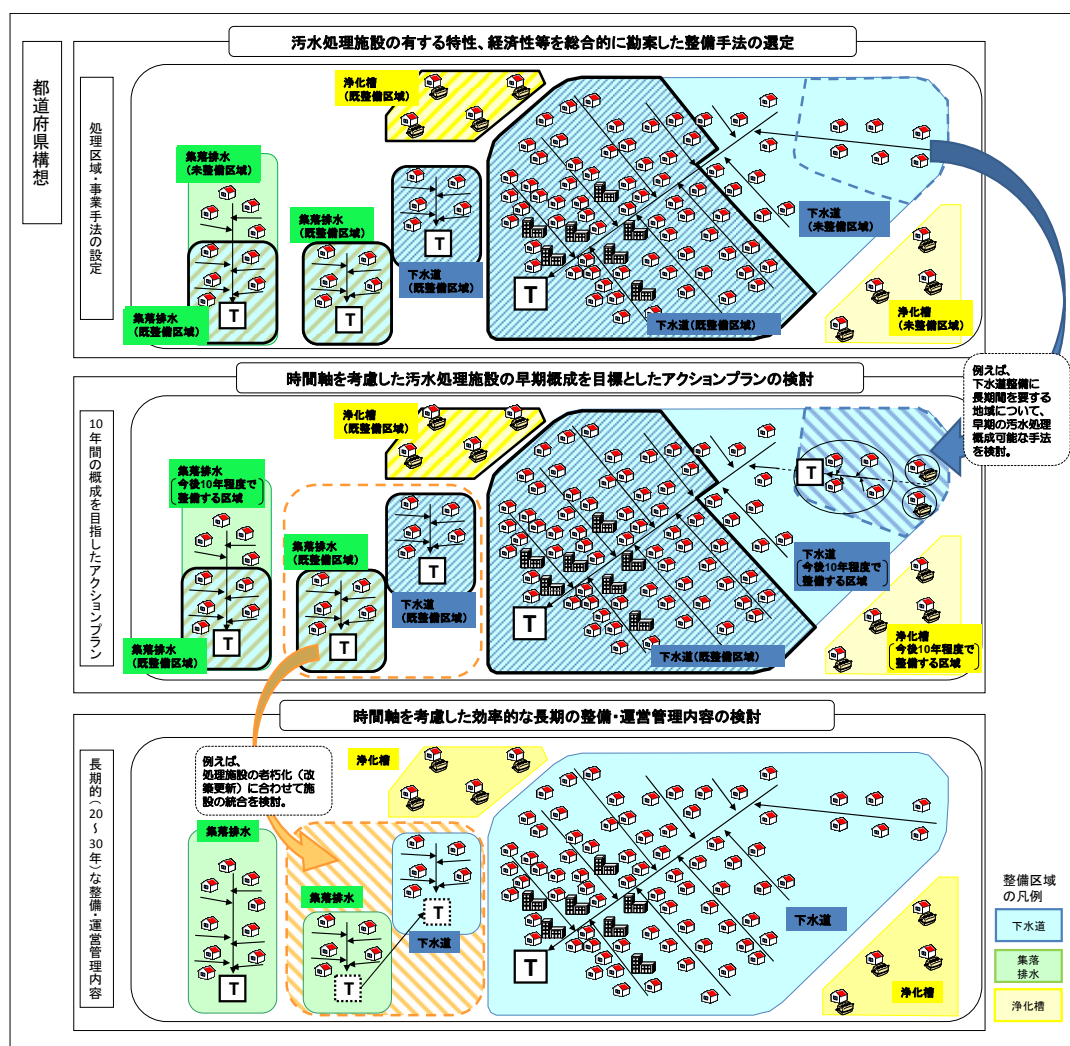 都道府県構想
汚水処理施設の有する特性、経済性等を総合的に勘案した整備手法の選定
処理区域・事業手法の設定
浄化槽
(既整備区域)
集落排水
(未整備区域)
集落排水
(既整備区域)
T
集落排水
(既整備区域)
T
T
下水道
(既整備区域)
T
下水道(既整備区域)
下水道
(未整備区域)
浄化槽
(未整備区域)
時間軸を考慮した汚水処理施設の早期概成を目標としたアクションプランの検討
10年間の概成を目指したアクションプラン
浄化槽
(既整備区域)
集落排水
今後10年程度で
整備する区域
T
集落排水
(既整備区域)
集落排水
(既整備区域)
T
T
下水道
(既整備区域)
T
下水道(既整備区域)
T
下水道
今後10年程度で
整備する区域
浄化槽
今後10年程度で
整備する区域
例えば、
下水道整備に
長期間を要する
地域について、
早期の汚水処理
概成可能な手法
を検討。
時間軸を考慮した効率的な長期の整備・運営管理内容の検討
長期的(20～30年)な整備・運営管理内容
例えば、
処理施設の老朽化(改
築更新)に合わせて施
設の統合を検討。
浄化槽
集落排水
T
集落排水
T
T
下水道
T
下水道
浄化槽
整備区域
の凡例
下水道
集落
排水
浄化槽